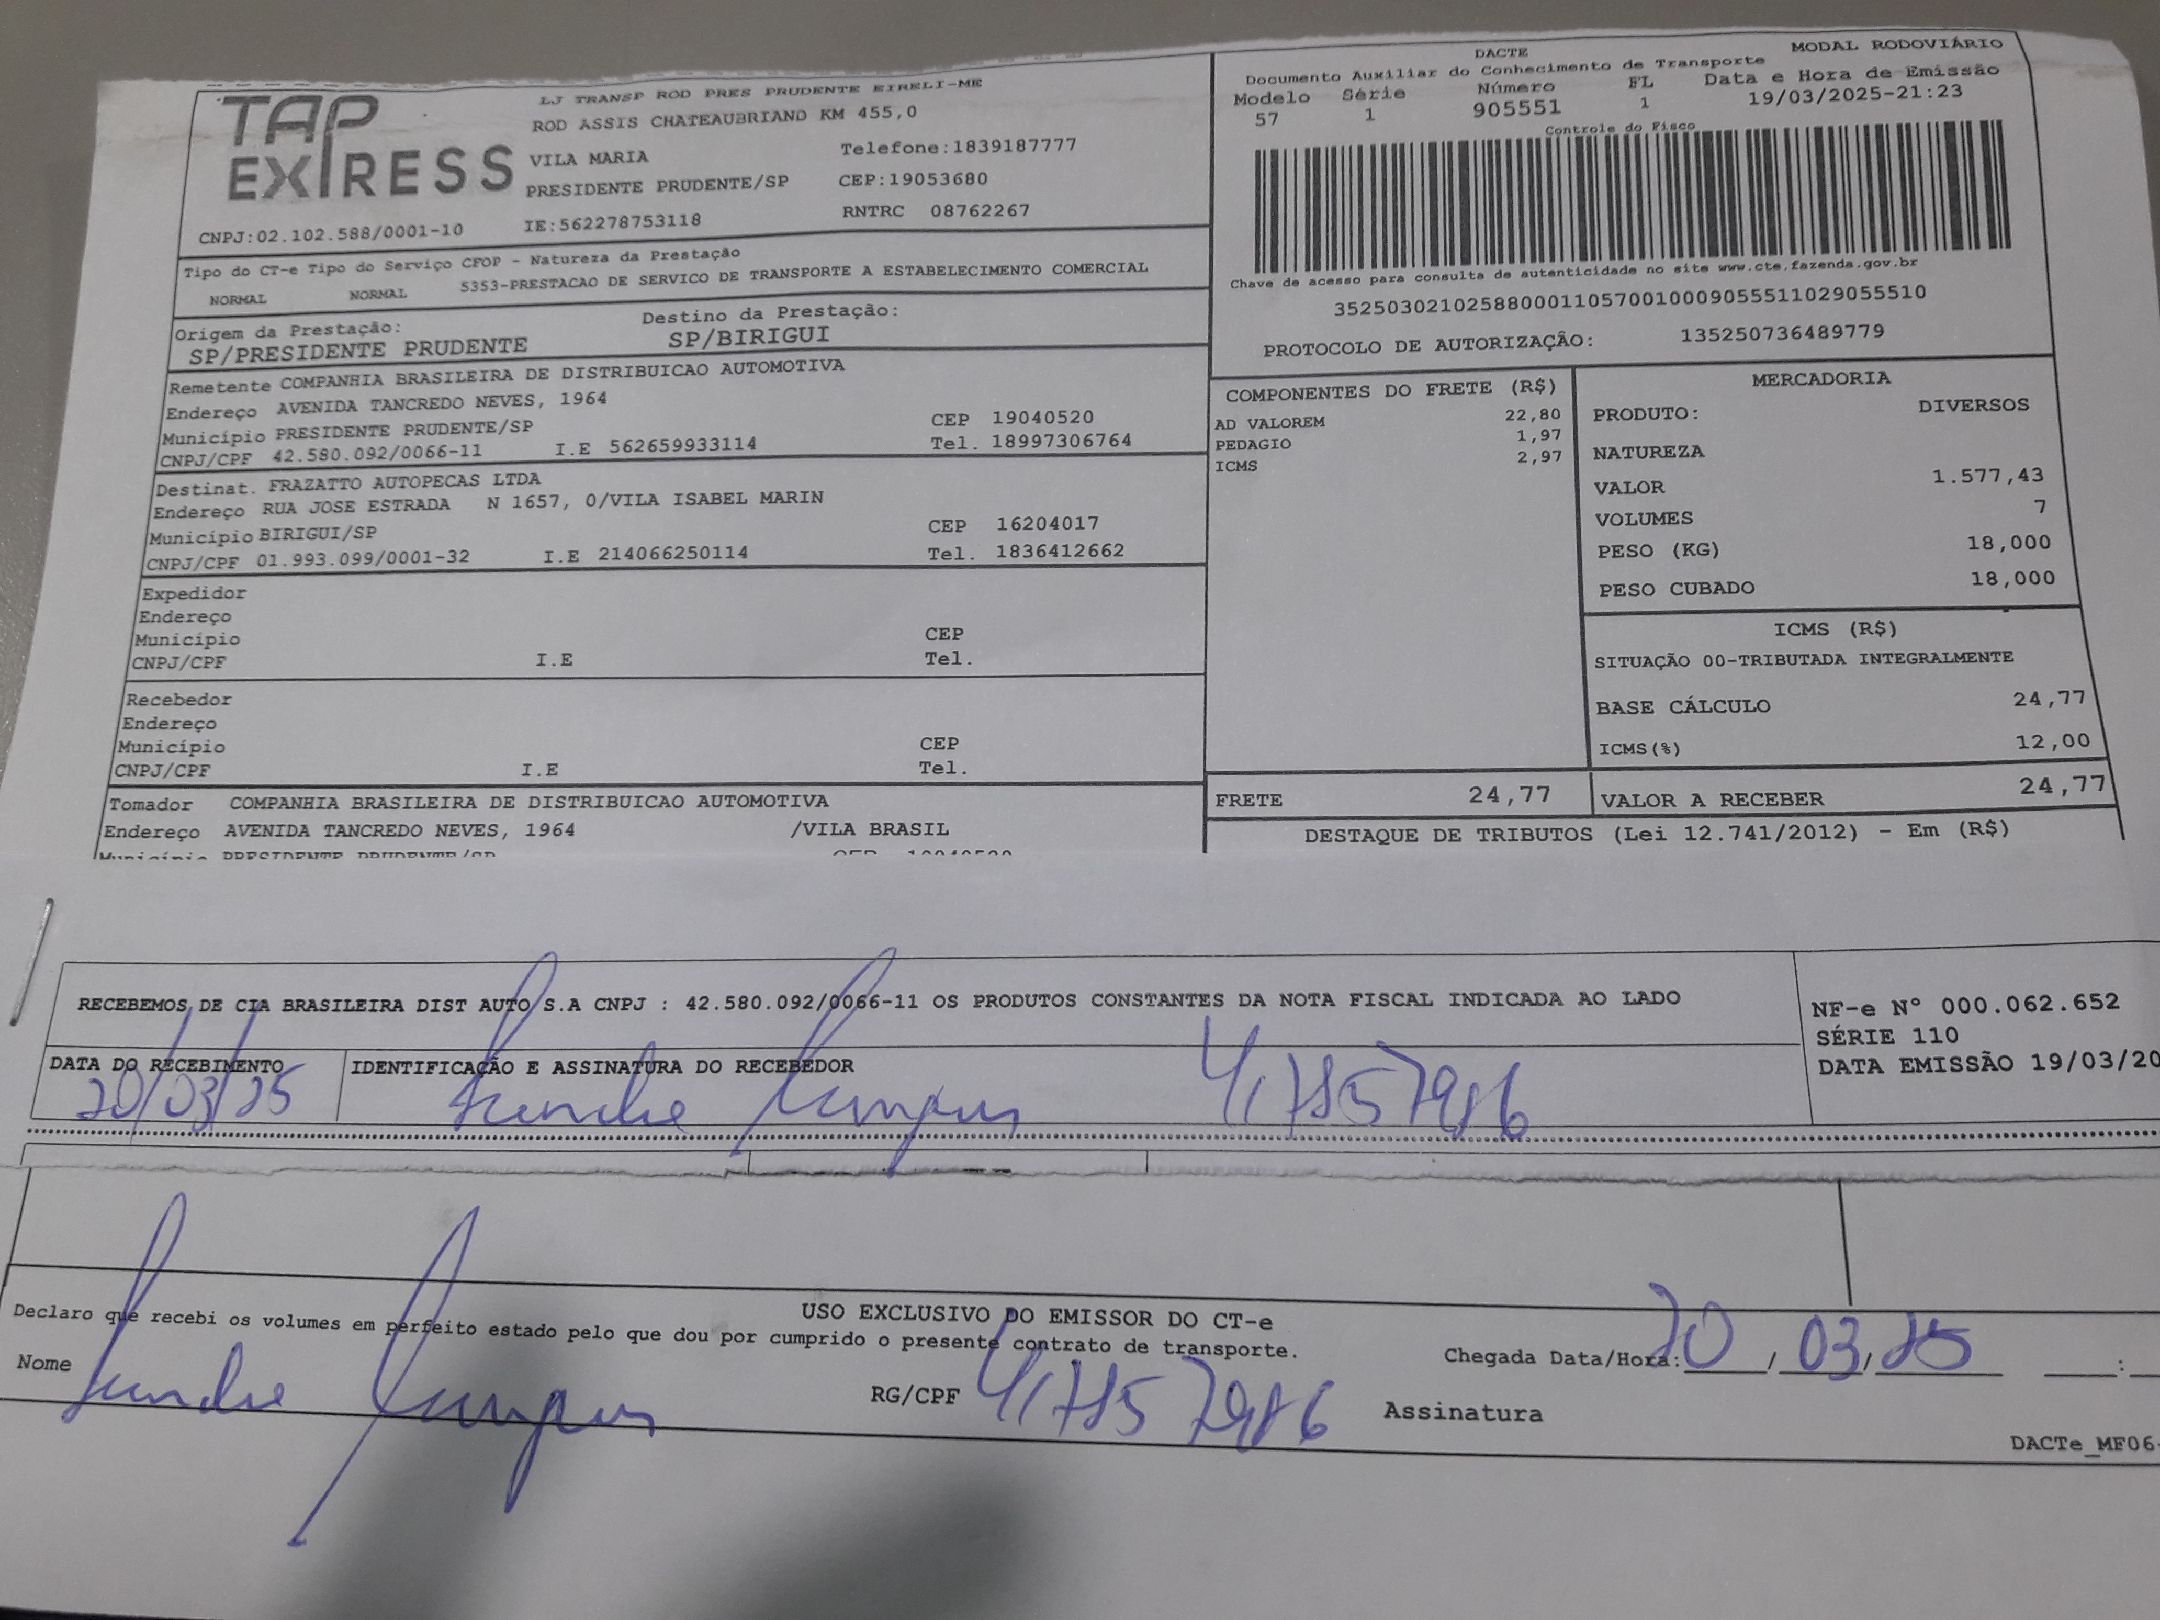 TAP EXPRESS
LJ TRANSP ROD PRES PRUDENTE EIRELI-ME
ROD ASSIS CHATEAUBRIAND KM 455,0
VILA MARIA Telefone:1839187777
PRESIDENTE PRUDENTE/SP CEP:19053680
CNPJ:02.102.588/0001-10 IE:562278753118 RNTRC 08762267
Tipo do CT-e Tipo do Serviço CFOP - Natureza da Prestação
NORMAL NORMAL 5353-PRESTACAO DE SERVICO DE TRANSPORTE A ESTABELECIMENTO COMERCIAL
Origem da Prestação: Destino da Prestação:
SP/PRESIDENTE PRUDENTE SP/BIRIGUI
Remetente COMPANHIA BRASILEIRA DE DISTRIBUICAO AUTOMOTIVA
Endereço AVENIDA TANCREDO NEVES, 1964
Município PRESIDENTE PRUDENTE/SP CEP 19040520
CNPJ/CPF 42.580.092/0066-11 I.E 562659933114 Tel. 18997306764
Destinat. FRAZATTO AUTOPECAS LTDA
Endereço RUA JOSE ESTRADA N 1657, 0/VILA ISABEL MARIN
Município BIRIGUI/SP CEP 16204017
CNPJ/CPF 01.993.099/0001-32 I.E 214066250114 Tel. 1836412662
Expedidor
Endereço
Município CEP
CNPJ/CPF I.E Tel.
Recebedor
Endereço
Município CEP
CNPJ/CPF I.E Tel.
Tomador COMPANHIA BRASILEIRA DE DISTRIBUICAO AUTOMOTIVA
Endereço AVENIDA TANCREDO NEVES, 1964 /VILA BRASIL
Município PRESIDENTE PRUDENTE/SP CEP 19040520
DACTE MODAL RODOVIÁRIO
Documento Auxiliar do Conhecimento de Transporte
Modelo Série Número FL Data e Hora de Emissão
57 1 905551 1 19/03/2025-21:23
Controle do Fisco
Chave de acesso para consulta de autenticidade no site www.cte.fazenda.gov.br
35250302102588000110570010009055511029055510
PROTOCOLO DE AUTORIZAÇÃO: 135250736489779
COMPONENTES DO FRETE (R$)
AD VALOREM 22,80
PEDAGIO 1,97
ICMS 2,97
MERCADORIA
PRODUTO: DIVERSOS
NATUREZA
VALOR 1.577,43
VOLUMES 7
PESO (KG) 18,000
PESO CUBADO 18,000
ICMS (R$)
SITUAÇÃO 00-TRIBUTADA INTEGRALMENTE
BASE CÁLCULO 24,77
ICMS(%) 12,00
FRETE 24,77 VALOR A RECEBER 24,77
DESTAQUE DE TRIBUTOS (Lei 12.741/2012) - Em (R$)
RECEBEMOS DE CIA BRASILEIRA DIST AUTO S.A CNPJ : 42.580.092/0066-11 OS PRODUTOS CONSTANTES DA NOTA FISCAL INDICADA AO LADO
NF-e Nº 000.062.652
SÉRIE 110
DATA EMISSÃO 19/03/20
DATA DO RECEBIMENTO IDENTIFICAÇÃO E ASSINATURA DO RECEBEDOR
20/03/25
USO EXCLUSIVO DO EMISSOR DO CT-e
Declaro que recebi os volumes em perfeito estado pelo que dou por cumprido o presente contrato de transporte.
Nome RG/CPF Chegada Data/Hora: 20 / 03 / 25 :
Assinatura
DACTe_MF06-